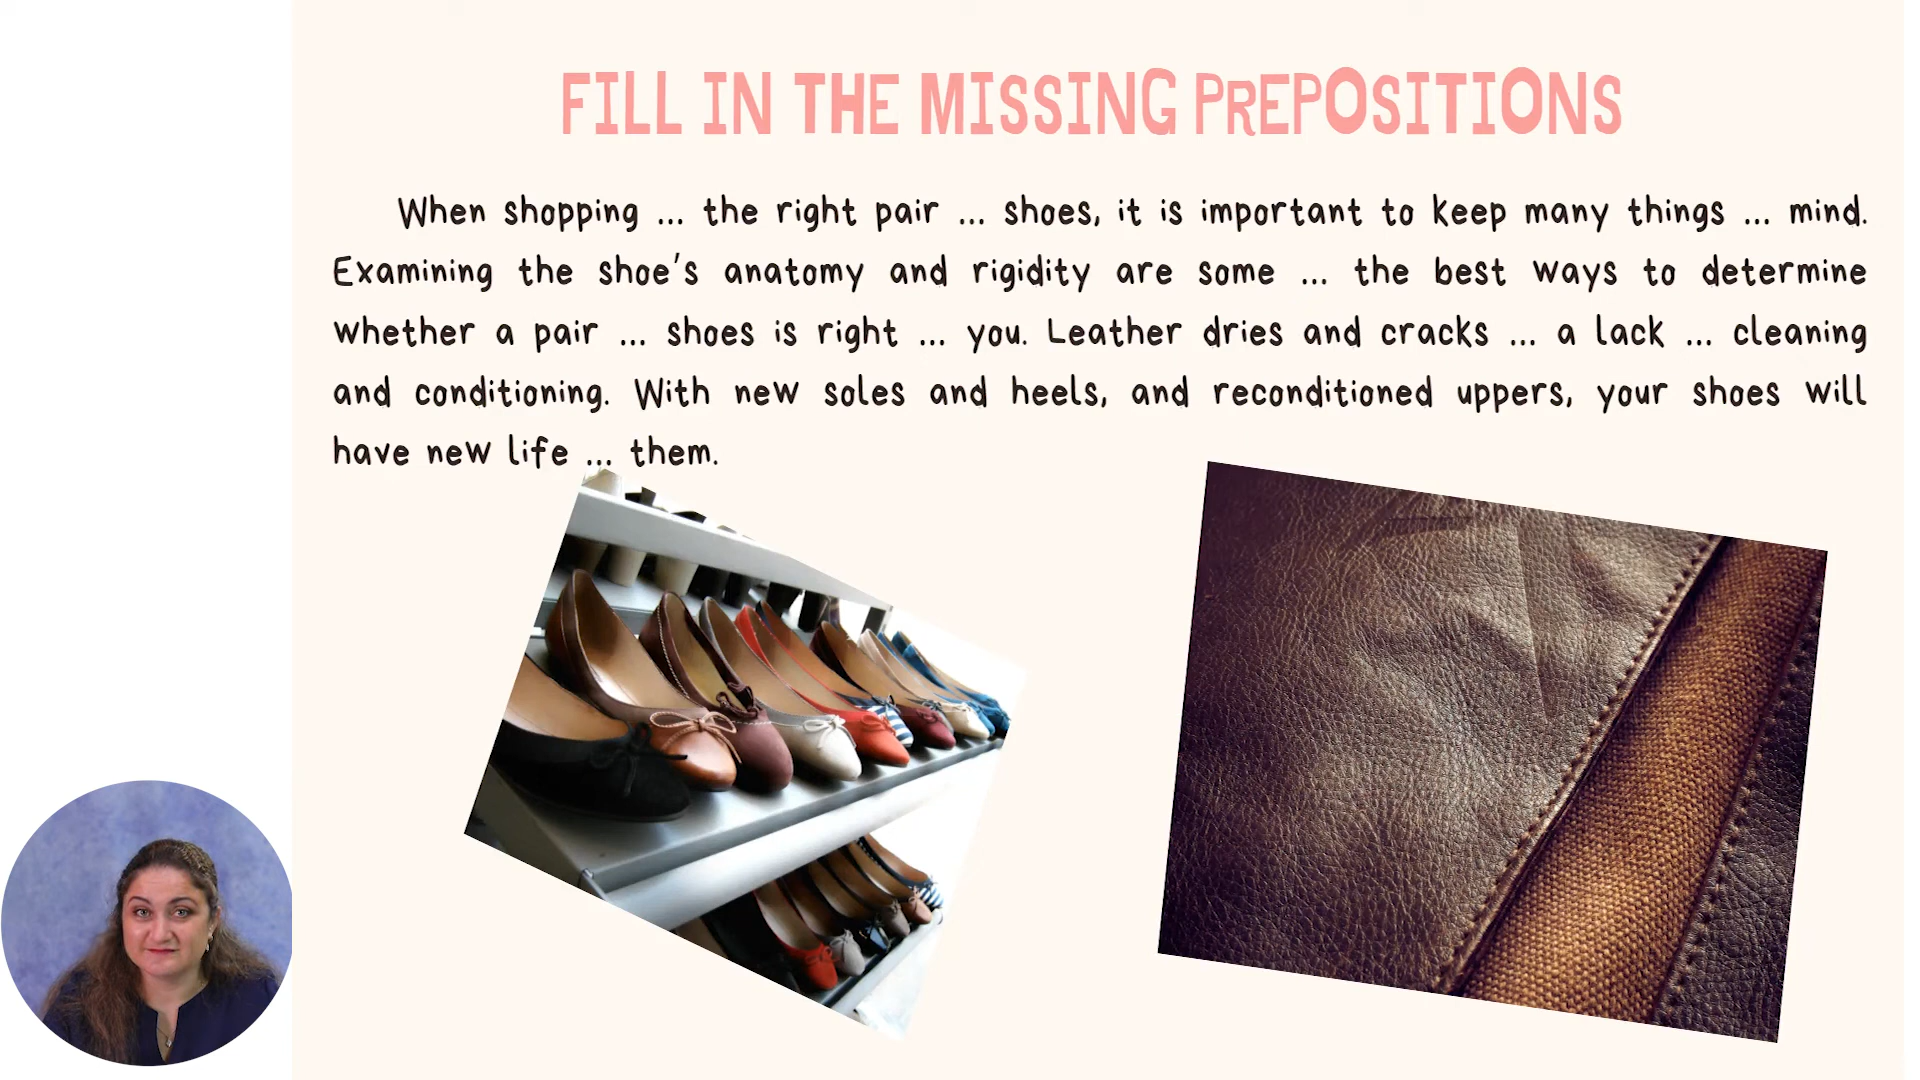 FILL IN THE MISSING PREPOSITIONS
When shopping ... the right pair ... shoes, it is important to keep many things ... mind.
Examining the shoe's anatomy and rigidity are some ... the best ways to determine
whether a pair ... shoes is right ... you. Leather dries and cracks ... a lack ... cleaning
and conditioning. With new soles and heels, and reconditioned uppers, your shoes will
have new life ... them.